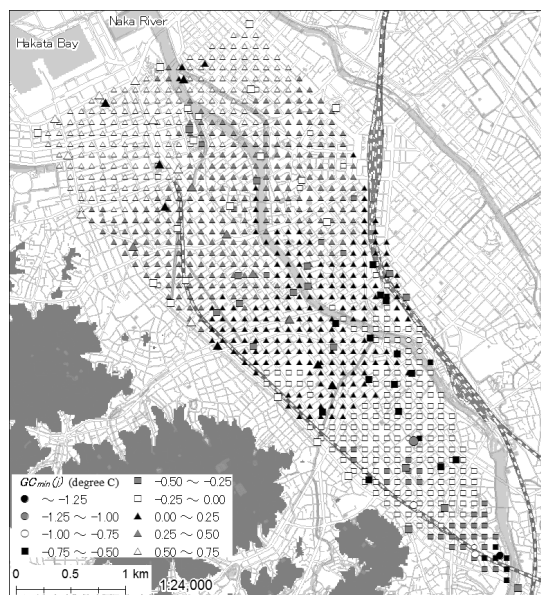 Naka River
Hakata Bay
GCmin(j) (degree C)
～ -1.25
-1.25 ～ -1.00
-1.00 ～ -0.75
-0.75 ～ -0.50
-0.50 ～ -0.25
-0.25 ～ 0.00
0.00 ～ 0.25
0.25 ～ 0.50
0.50 ～ 0.75
0 0.5 1 km
1:24,000